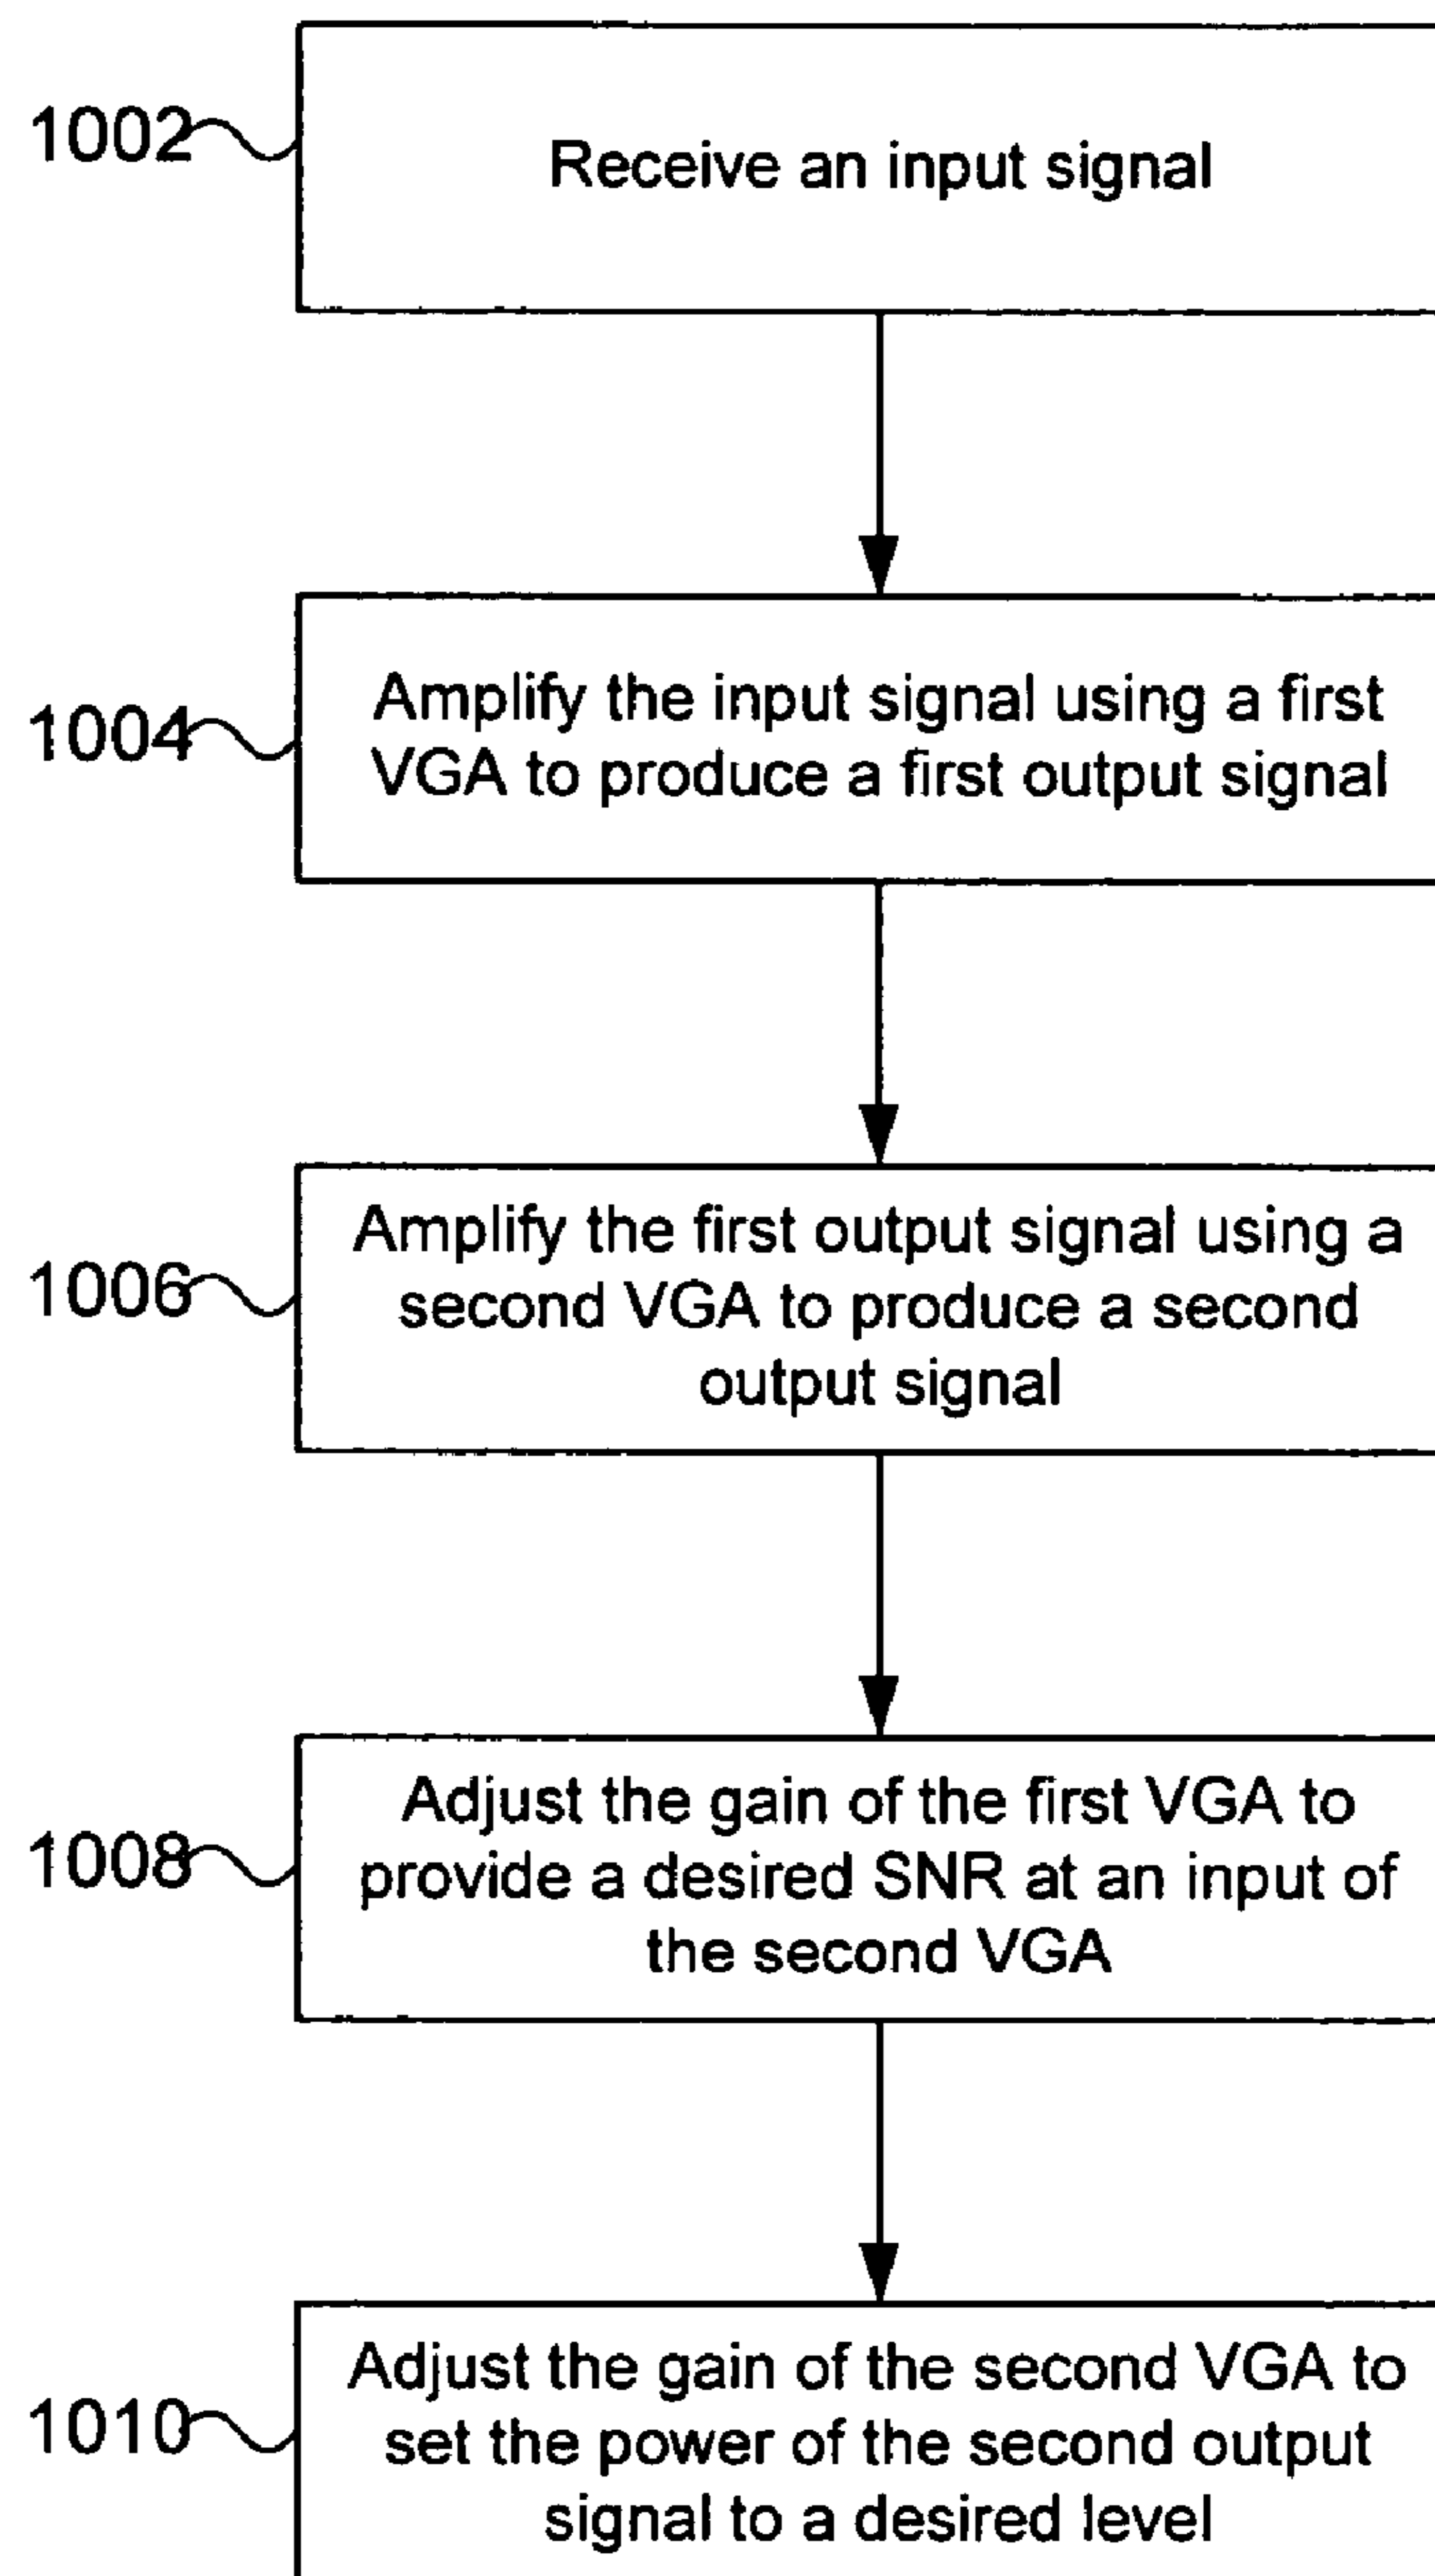 1002
Receive an input signal
1004
Amplify the input signal using a first
VGA to produce a first output signal
1006
Amplify the first output signal using a
second VGA to produce a second
output signal
1008
Adjust the gain of the first VGA to
provide a desired SNR at an input of
the second VGA
1010
Adjust the gain of the second VGA to
set the power of the second output
signal to a desired level